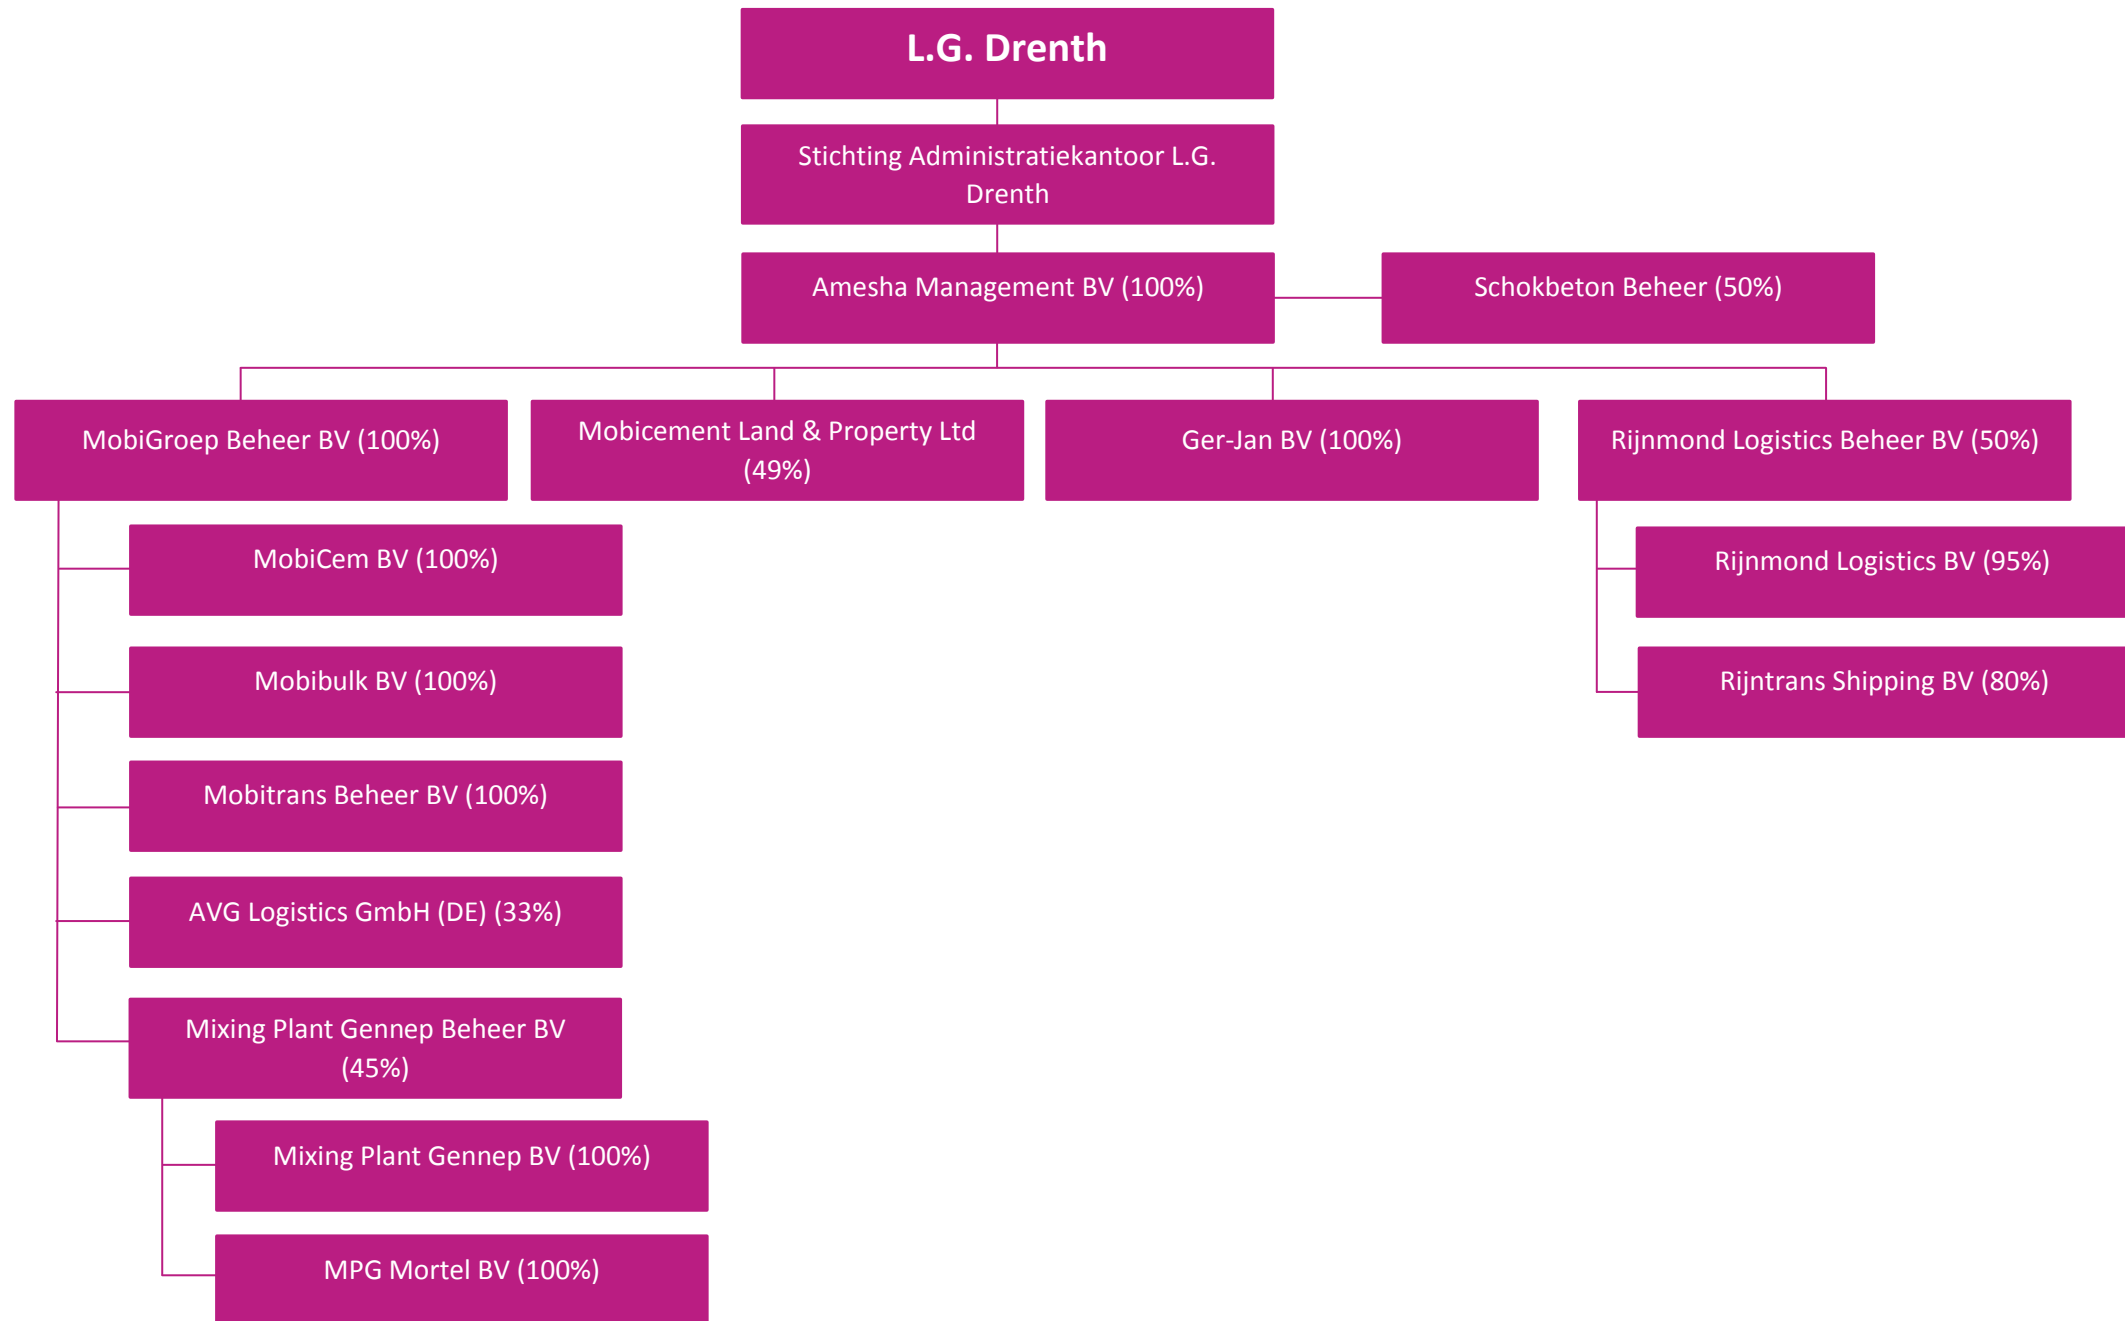 L.G. Drenth
Stichting Administratiekantoor L.G.
Drenth
Amesha Management BV (100%)
Schokbeton Beheer (50%)
MobiGroep Beheer BV (100%)
Mobicement Land & Property Ltd
(49%)
Ger-Jan BV (100%)
Rijnmond Logistics Beheer BV (50%)
MobiCem BV (100%)
Mobibulk BV (100%)
Mobitrans Beheer BV (100%)
AVG Logistics GmbH (DE) (33%)
Mixing Plant Gennep Beheer BV
(45%)
Mixing Plant Gennep BV (100%)
MPG Mortel BV (100%)
Rijnmond Logistics BV (95%)
Rijntrans Shipping BV (80%)